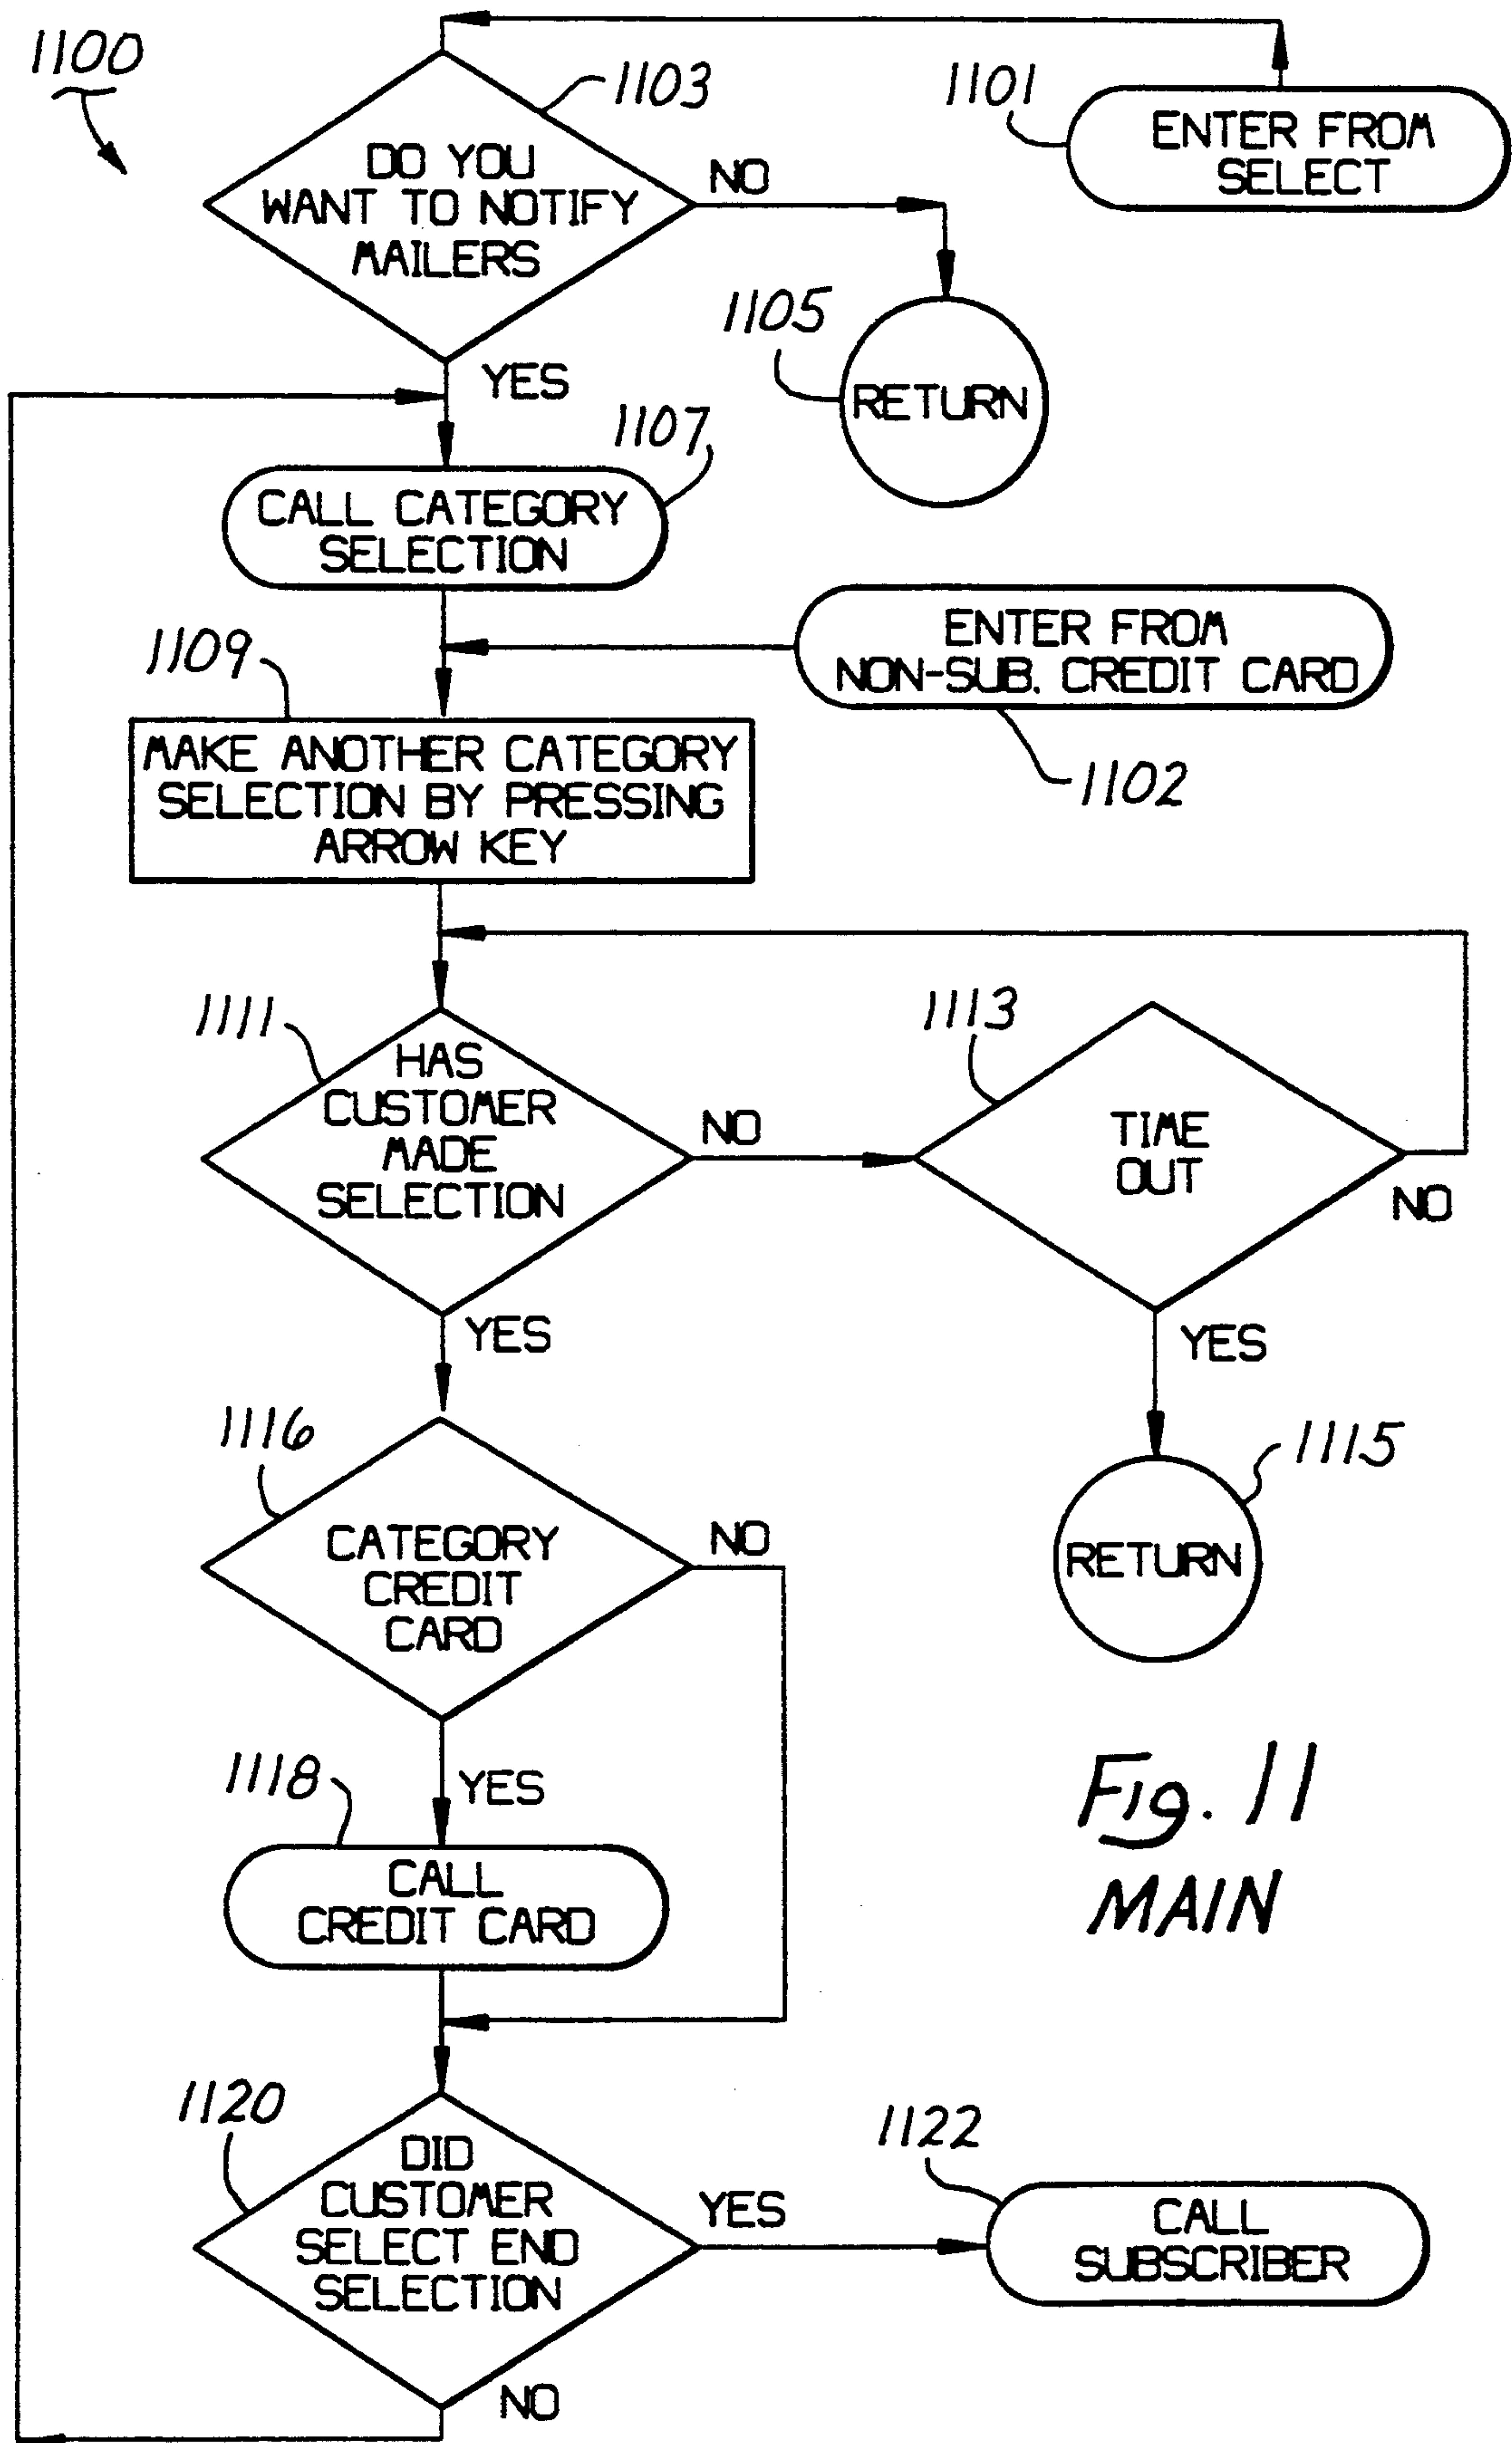 1100
1103
1101
ENTER FROM
SELECT
DO YOU
WANT TO NOTIFY
MAILERS
NO
1105
RETURN
YES
1107
CALL CATEGORY
SELECTION
ENTER FROM
NON-SUB. CREDIT CARD
1102
1109
MAKE ANOTHER CATEGORY
SELECTION BY PRESSING
ARROW KEY
1111
HAS
CUSTOMER
MADE
SELECTION
NO
1113
TIME
OUT
NO
YES
YES
1115
RETURN
1116
CATEGORY
CREDIT
CARD
NO
YES
1118
CALL
CREDIT CARD
Fig. 11
MAIN
1120
DID
CUSTOMER
SELECT END
SELECTION
YES
1122
CALL
SUBSCRIBER
NO